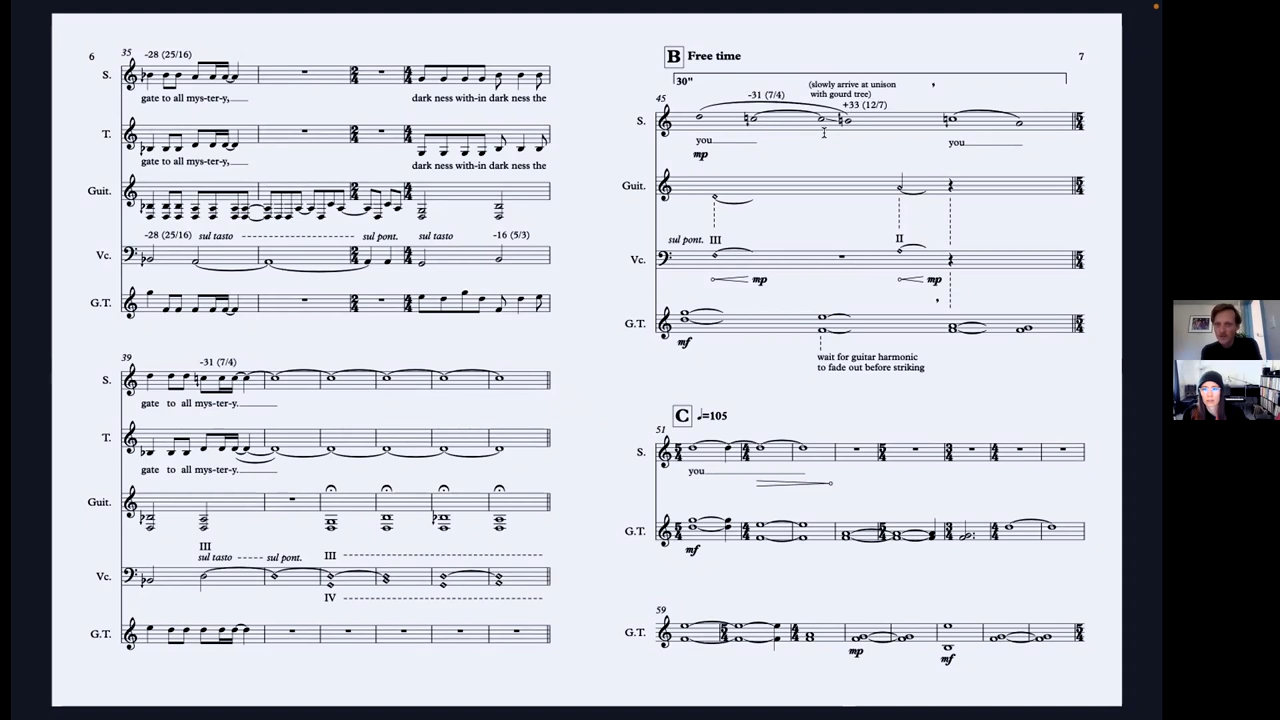 6
35
-28 (25/16)
S.
gate to all mys-ter-y,
dark ness with-in dark ness the
T.
gate to all mys-ter-y,
dark ness with-in dark ness the
Guit.
-28 (25/16) sul tasto sul pont. sul tasto -16 (5/3)
Vc.
G.T.
39
-31 (7/4)
S.
gate to all mys-ter-y.
T.
gate to all mys-ter-y.
Guit.
III
sul tasto sul pont. III
Vc.
IV
G.T.
7
B Free time
30"
(slowly arrive at unison
with gourd tree)
-31 (7/4)
+33 (12/7)
45
S.
you you
mp
Guit.
sul pont. III II
Vc.
mp mp
G.T.
mf
wait for guitar harmonic
to fade out before striking
C ♩=105
51
S.
you
G.T.
mf
59
G.T.
mp mf